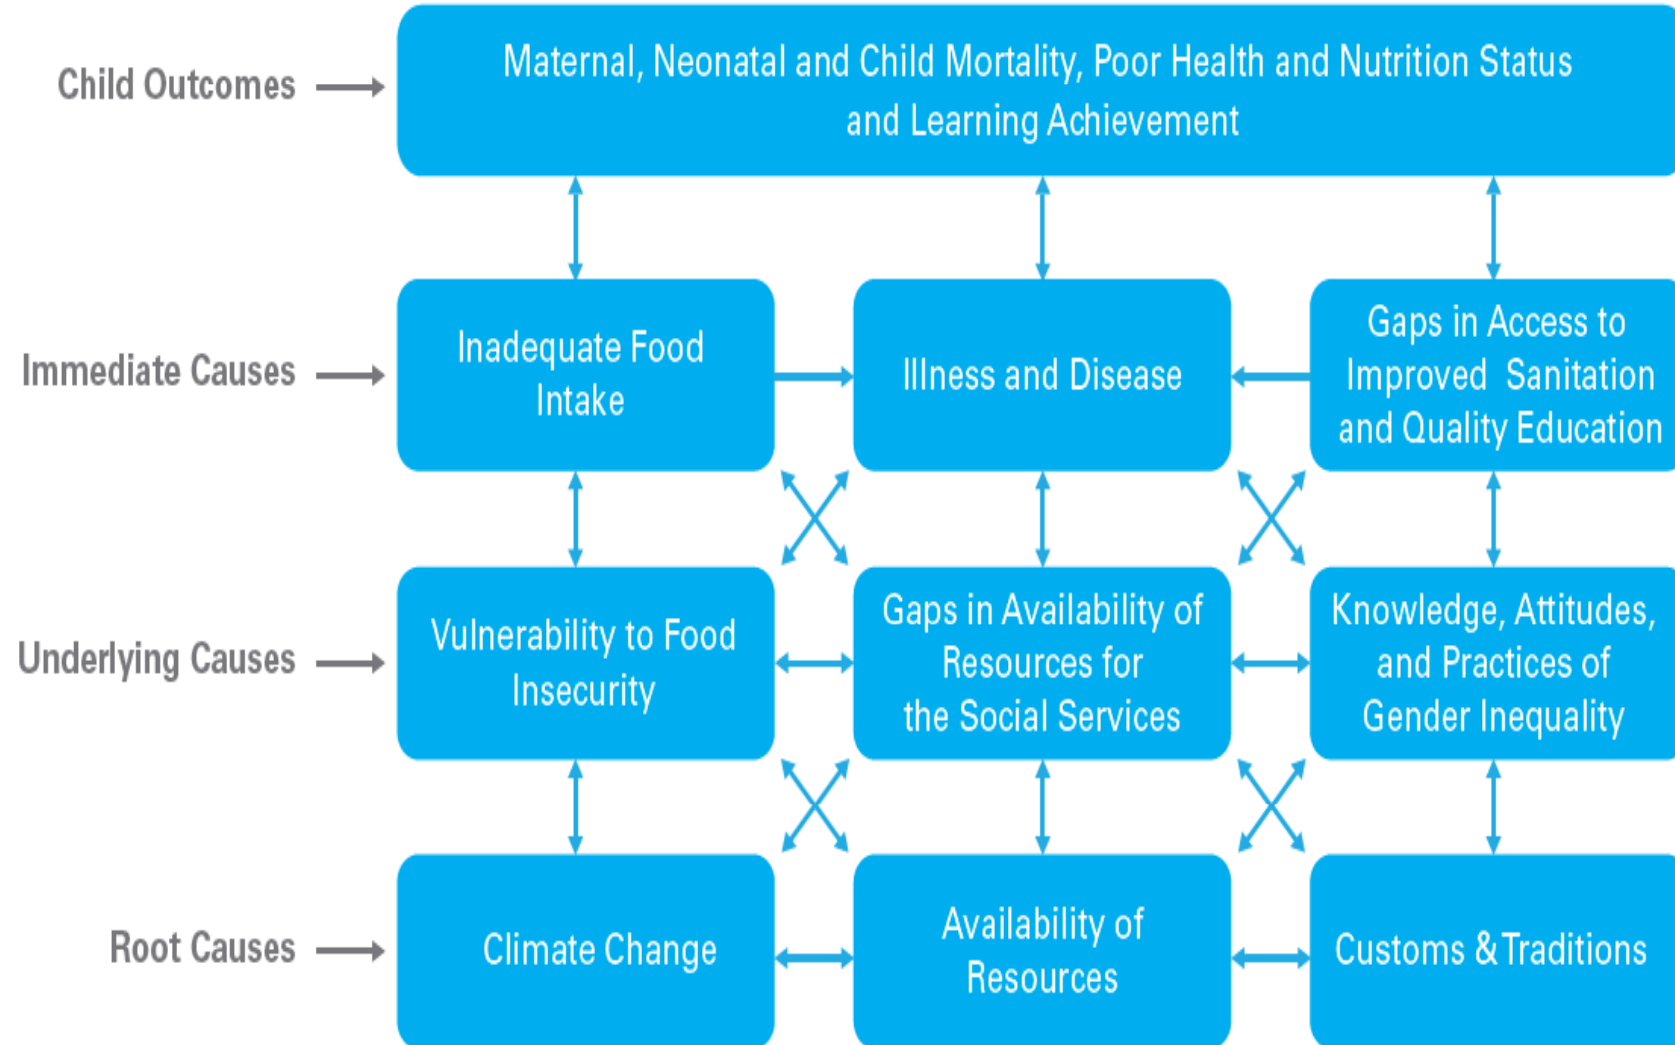 Child Outcomes
Maternal, Neonatal and Child Mortality, Poor Health and Nutrition Status
and Learning Achievement
Immediate Causes
Inadequate Food
Intake
Illness and Disease
Gaps in Access to
Improved Sanitation
and Quality Education
Underlying Causes
Vulnerability to Food
Insecurity
Gaps in Availability of
Resources for
the Social Services
Knowledge, Attitudes,
and Practices of
Gender Inequality
Root Causes
Climate Change
Availability of
Resources
Customs & Traditions